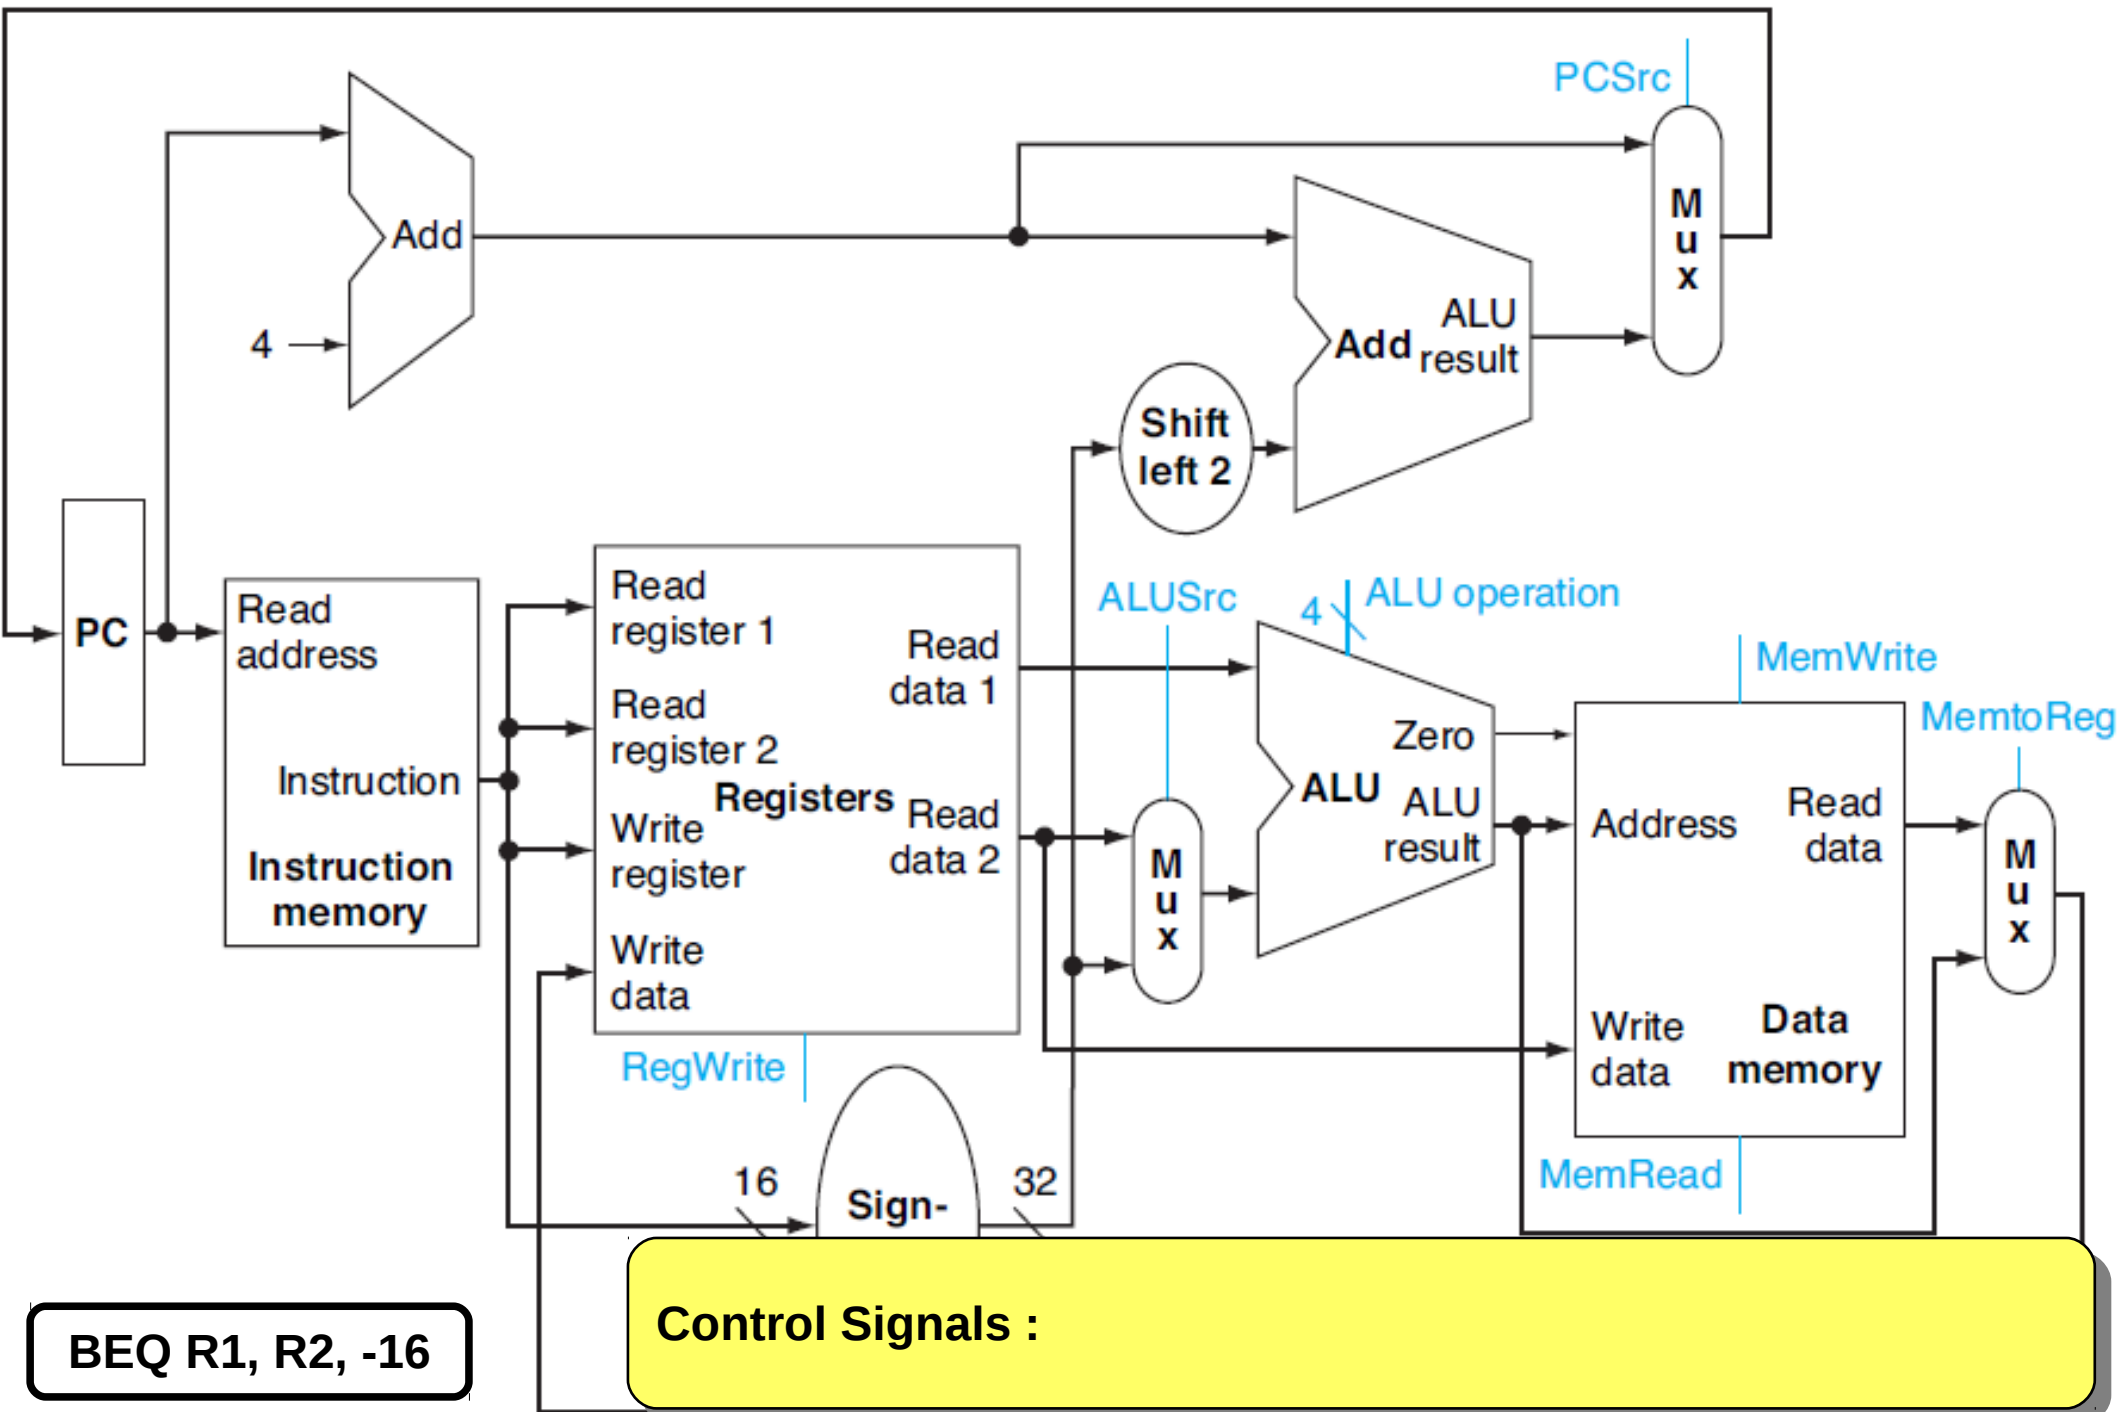 PCSrc
M
u
x
Add
4
Add
ALU
result
Shift
left 2
PC
Read
address
Instruction
Instruction
memory
Read
register 1
Read
register 2
Write
register
Write
data
Registers
Read
data 1
Read
data 2
RegWrite
16
Sign-
32
ALUSrc
M
u
x
4
ALU operation
Zero
ALU
ALU
result
MemWrite
Address
Read
data
Write
data
Data
memory
MemRead
MemtoReg
M
u
x
BEQ R1, R2, -16
Control Signals :